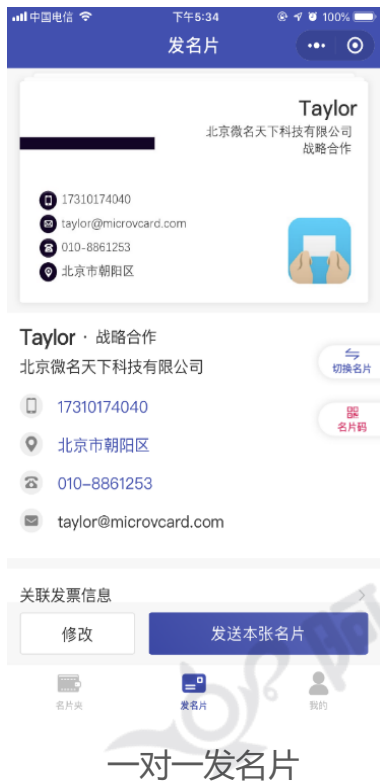 中国电信 下午5:34 100%
发名片
Taylor
北京微名天下科技有限公司
战略合作
17310174040
taylor@microvcard.com
010-8861253
北京市朝阳区
Taylor · 战略合作
北京微名天下科技有限公司
切换名片
17310174040
名片码
北京市朝阳区
010-8861253
taylor@microvcard.com
关联发票信息
修改 发送本张名片
名片夹 发名片 我的
一对一发名片